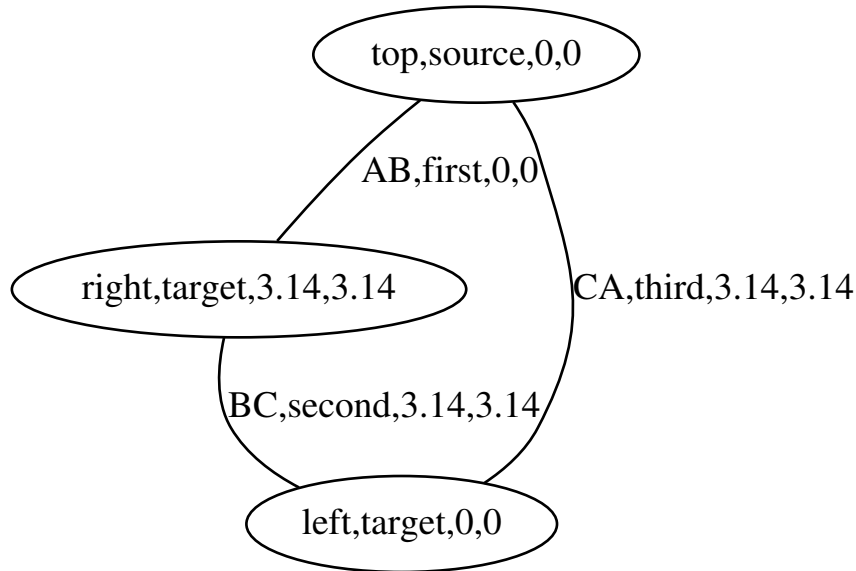 top,source,0,0
AB,first,0,0
right,target,3.14,3.14
CA,third,3.14,3.14
BC,second,3.14,3.14
left,target,0,0